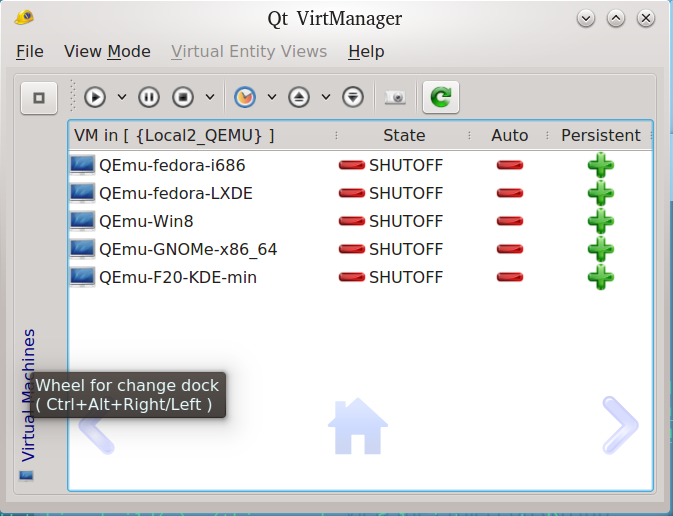 Qt VirtManager
File View Mode Virtual Entity Views Help
VM in [ {Local2_QEMU} ] State Auto Persistent
QEmu-fedora-i686 SHUTOFF
QEmu-fedora-LXDE SHUTOFF
QEmu-Win8 SHUTOFF
QEmu-GNOMe-x86_64 SHUTOFF
QEmu-F20-KDE-min SHUTOFF
Virtual Machines
Wheel for change dock
( Ctrl+Alt+Right/Left )